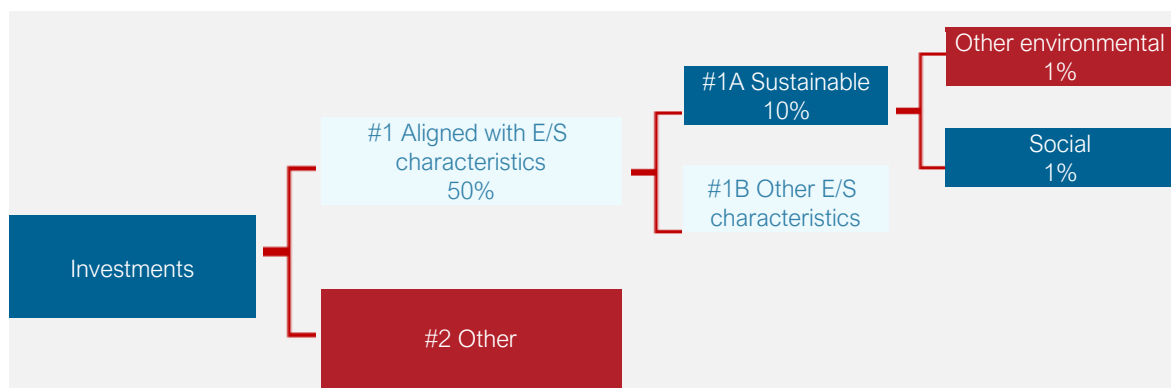 Other environmental
1%
#1A Sustainable
10%
#1 Aligned with E/S
characteristics
50%
Social
1%
#1B Other E/S
characteristics
Investments
#2 Other